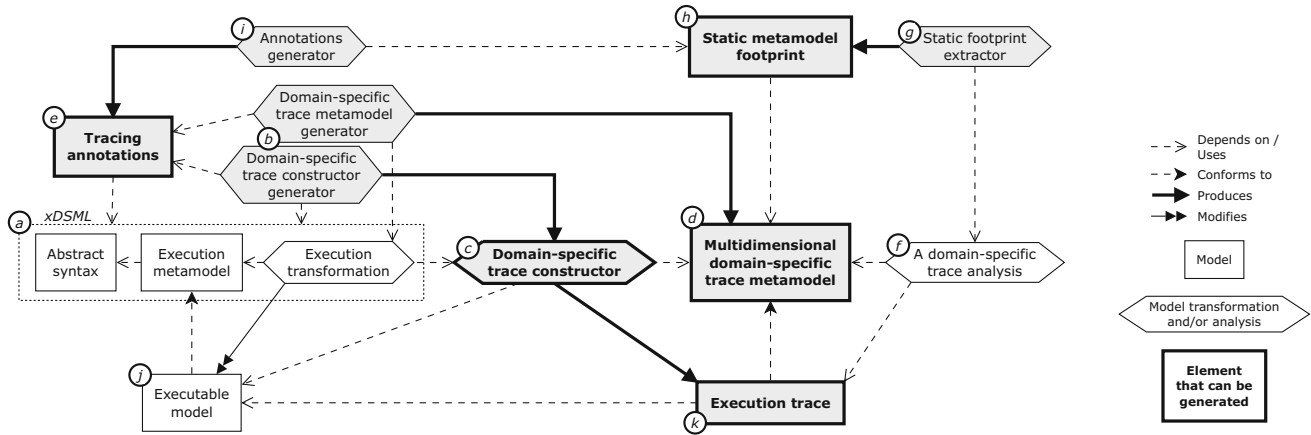 i
Annotations
generator
h
Static metamodel
footprint
g
Static footprint
extractor
e
Tracing
annotations
Domain-specific
trace metamodel
generator
b
Domain-specific
trace constructor
generator
a
xDSML
Abstract
syntax
Execution
metamodel
Execution
transformation
c
Domain-specific
trace constructor
d
Multidimensional
domain-specific
trace metamodel
f
A domain-specific
trace analysis
j
Executable
model
Execution trace
k
Depends on /
Uses
Conforms to
Produces
Modifies
Model
Model transformation
and/or analysis
Element
that can be
generated